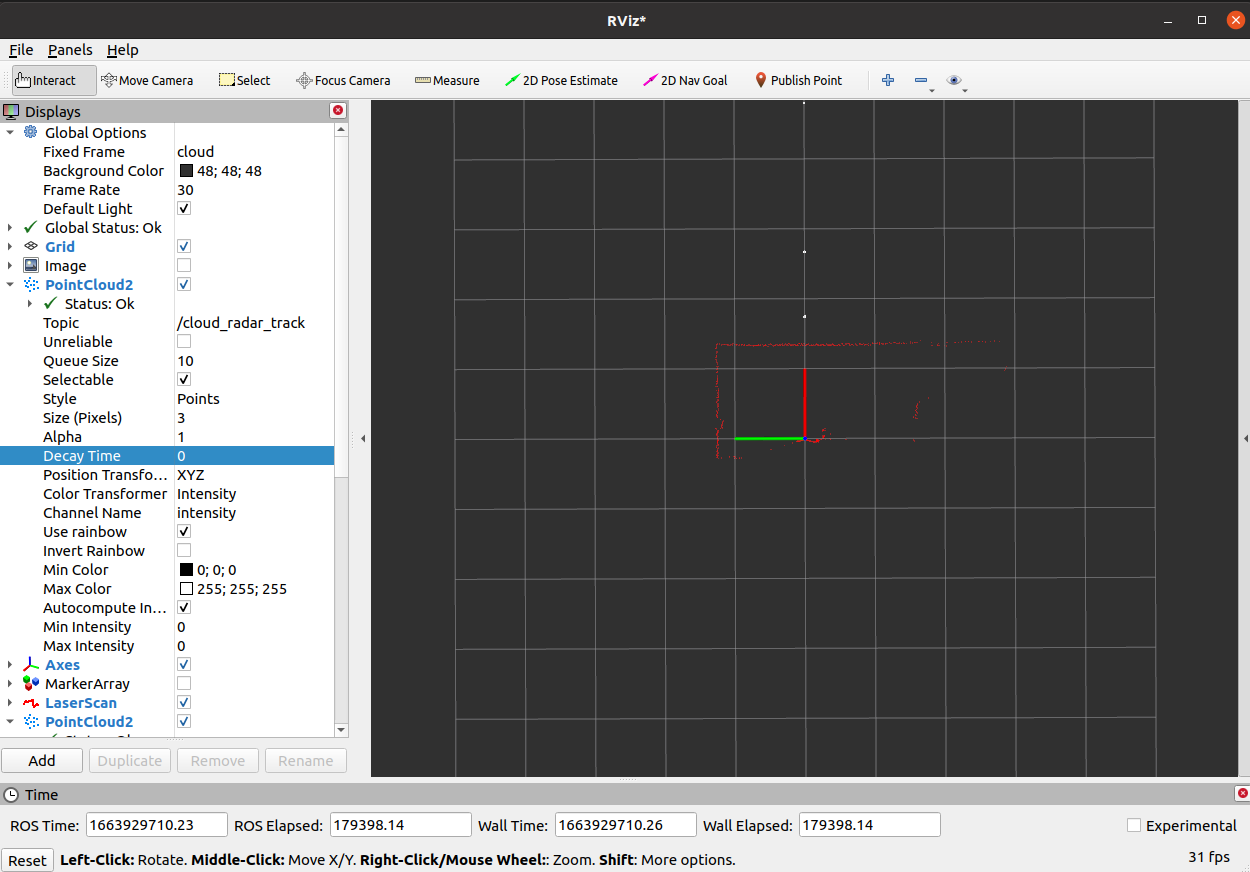 RViz*
File Panels Help
Interact Move Camera Select Focus Camera Measure 2D Pose Estimate 2D Nav Goal Publish Point
Displays
Global Options
Fixed Frame cloud
Background Color 48; 48; 48
Frame Rate 30
Default Light
Global Status: Ok
Grid
Image
PointCloud2
Status: Ok
Topic /cloud_radar_track
Unreliable
Queue Size 10
Selectable
Style Points
Size (Pixels) 3
Alpha 1
Decay Time 0
Position Transfo... XYZ
Color Transformer Intensity
Channel Name intensity
Use rainbow
Invert Rainbow
Min Color 0; 0; 0
Max Color 255; 255; 255
Autocompute In...
Min Intensity 0
Max Intensity 0
Axes
MarkerArray
LaserScan
PointCloud2
Add Duplicate Remove Rename
Time
ROS Time: 1663929710.23 ROS Elapsed: 179398.14 Wall Time: 1663929710.26 Wall Elapsed: 179398.14 Experimental
Reset Left-Click: Rotate. Middle-Click: Move X/Y. Right-Click/Mouse Wheel:: Zoom. Shift: More options. 31 fps